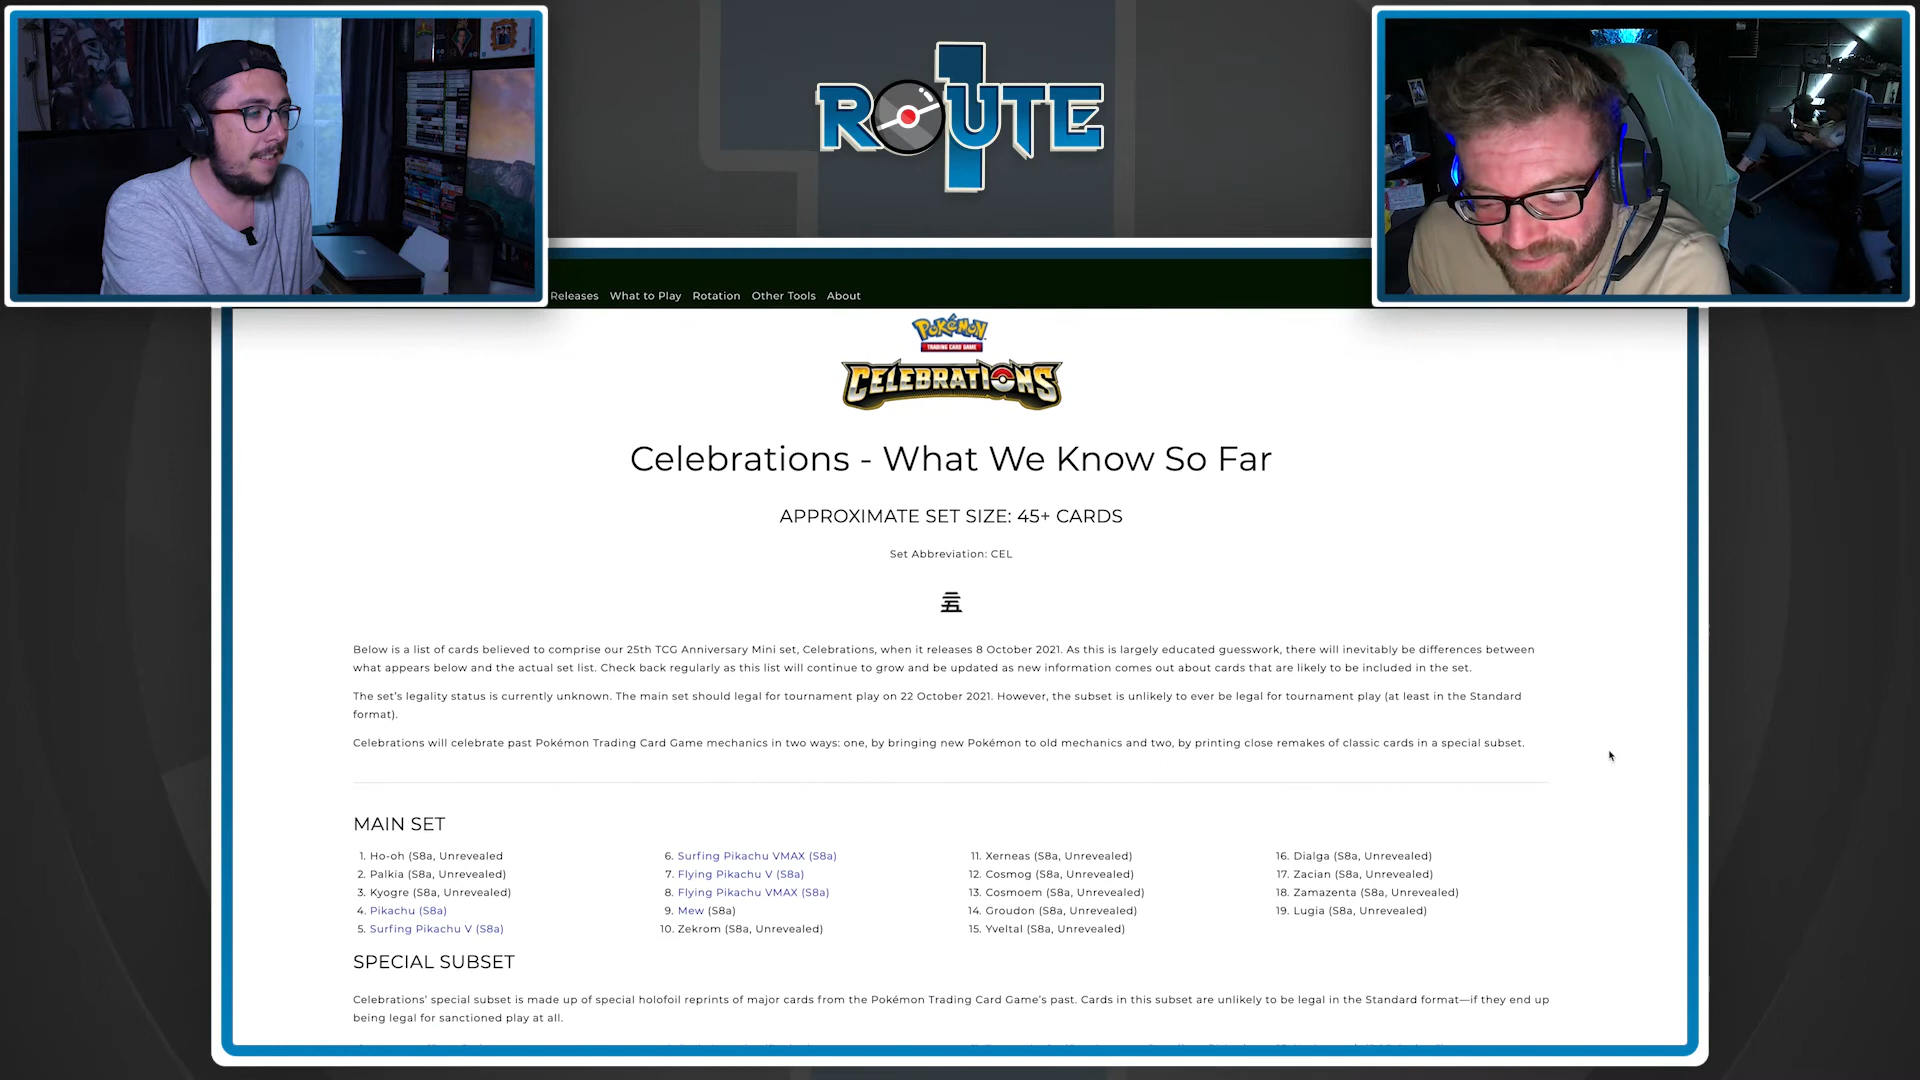 ROUTE 1
Releases What to Play Rotation Other Tools About
Pokémon
TRADING CARD GAME
CELEBRATIONS
Celebrations - What We Know So Far
APPROXIMATE SET SIZE: 45+ CARDS
Set Abbreviation: CEL
Below is a list of cards believed to comprise our 25th TCG Anniversary Mini set, Celebrations, when it releases 8 October 2021. As this is largely educated guesswork, there will inevitably be differences between
what appears below and the actual set list. Check back regularly as this list will continue to grow and be updated as new information comes out about cards that are likely to be included in the set.
The set's legality status is currently unknown. The main set should legal for tournament play on 22 October 2021. However, the subset is unlikely to ever be legal for tournament play (at least in the Standard
format).
Celebrations will celebrate past Pokémon Trading Card Game mechanics in two ways: one, by bringing new Pokémon to old mechanics and two, by printing close remakes of classic cards in a special subset.
MAIN SET
1. Ho-oh (S8a, Unrevealed
2. Palkia (S8a, Unrevealed)
3. Kyogre (S8a, Unrevealed)
4. Pikachu (S8a)
5. Surfing Pikachu V (S8a)
6. Surfing Pikachu VMAX (S8a)
7. Flying Pikachu V (S8a)
8. Flying Pikachu VMAX (S8a)
9. Mew (S8a)
10. Zekrom (S8a, Unrevealed)
11. Xerneas (S8a, Unrevealed)
12. Cosmog (S8a, Unrevealed)
13. Cosmoem (S8a, Unrevealed)
14. Groudon (S8a, Unrevealed)
15. Yveltal (S8a, Unrevealed)
16. Dialga (S8a, Unrevealed)
17. Zacian (S8a, Unrevealed)
18. Zamazenta (S8a, Unrevealed)
19. Lugia (S8a, Unrevealed)
SPECIAL SUBSET
Celebrations' special subset is made up of special holofoil reprints of major cards from the Pokémon Trading Card Game's past. Cards in this subset are unlikely to be legal in the Standard format—if they end up
being legal for sanctioned play at all.